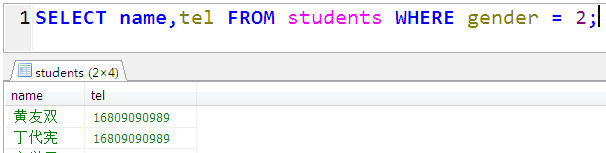 1 SELECT name,tel FROM students WHERE gender = 2;
students (2×4)
name tel
黄友双 16809090989
丁代宪 16809090989